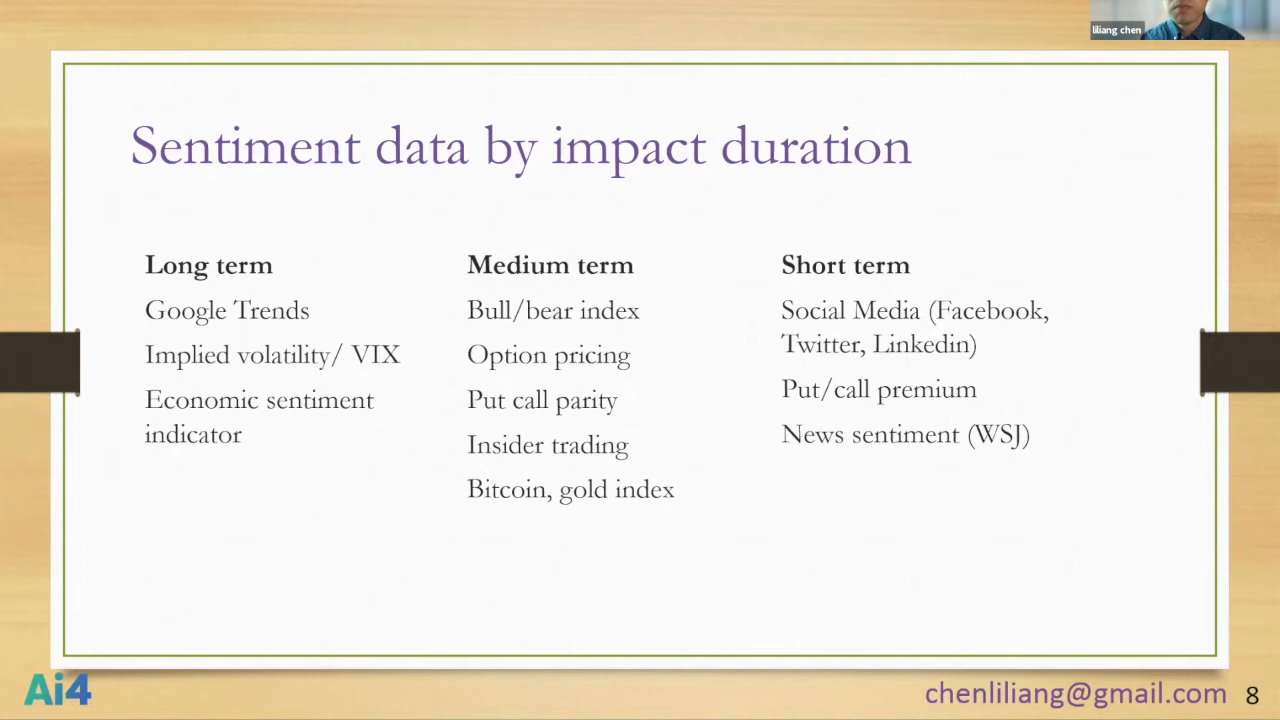 liliang chen
Sentiment data by impact duration
Long term
Google Trends
Implied volatility/ VIX
Economic sentiment
indicator
Medium term
Bull/bear index
Option pricing
Put call parity
Insider trading
Bitcoin, gold index
Short term
Social Media (Facebook,
Twitter, Linkedin)
Put/call premium
News sentiment (WSJ)
Ai4
chenliliang@gmail.com
8